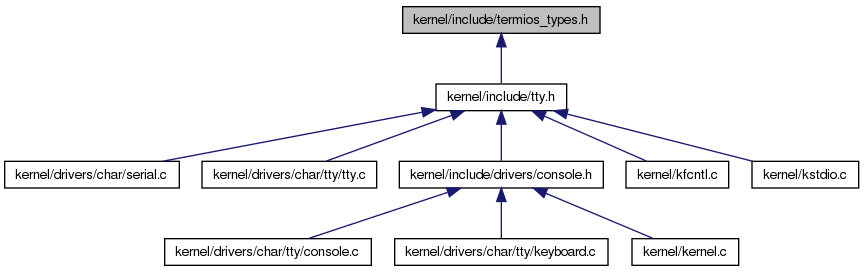 kernel/include/termios_types.h
kernel/include/tty.h
kernel/drivers/char/serial.c
kernel/drivers/char/tty/tty.c
kernel/include/drivers/console.h
kernel/kfcntl.c
kernel/kstdio.c
kernel/drivers/char/tty/console.c
kernel/drivers/char/tty/keyboard.c
kernel/kernel.c